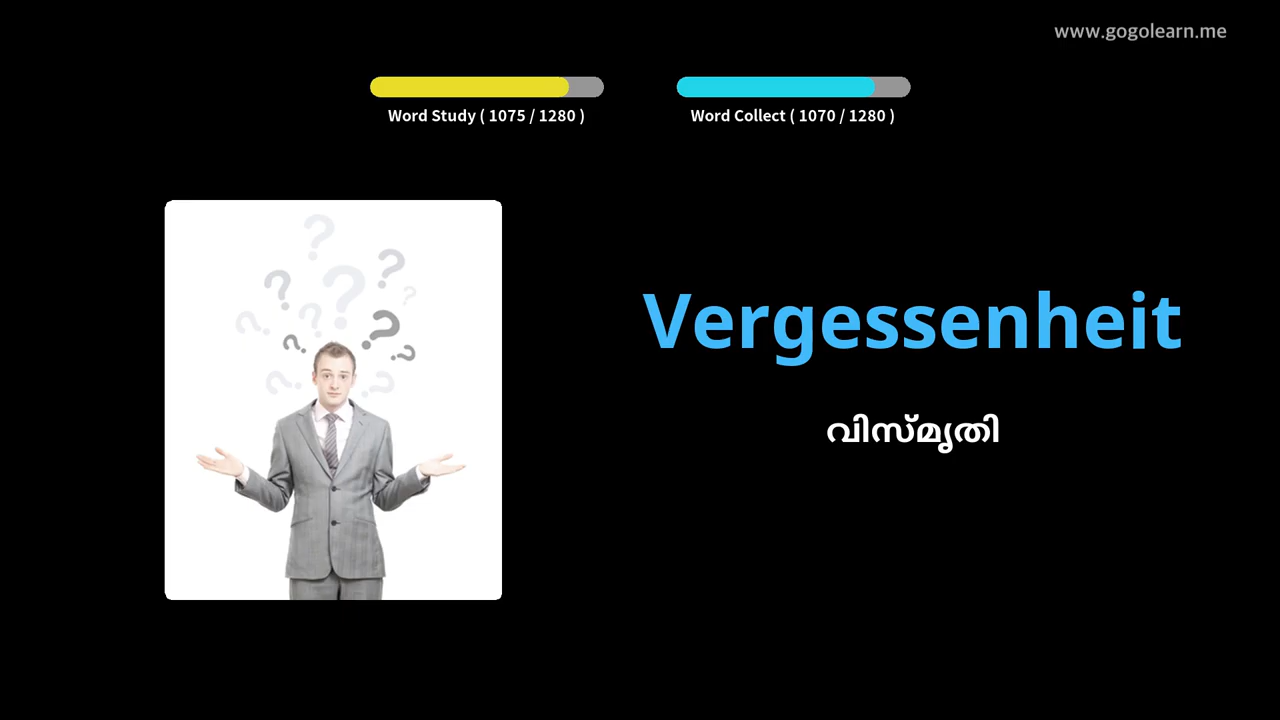 www.gogolearn.me
Word Study ( 1075 / 1280 )
Word Collect ( 1070 / 1280 )
Vergessenheit
വിസ്മൃതി